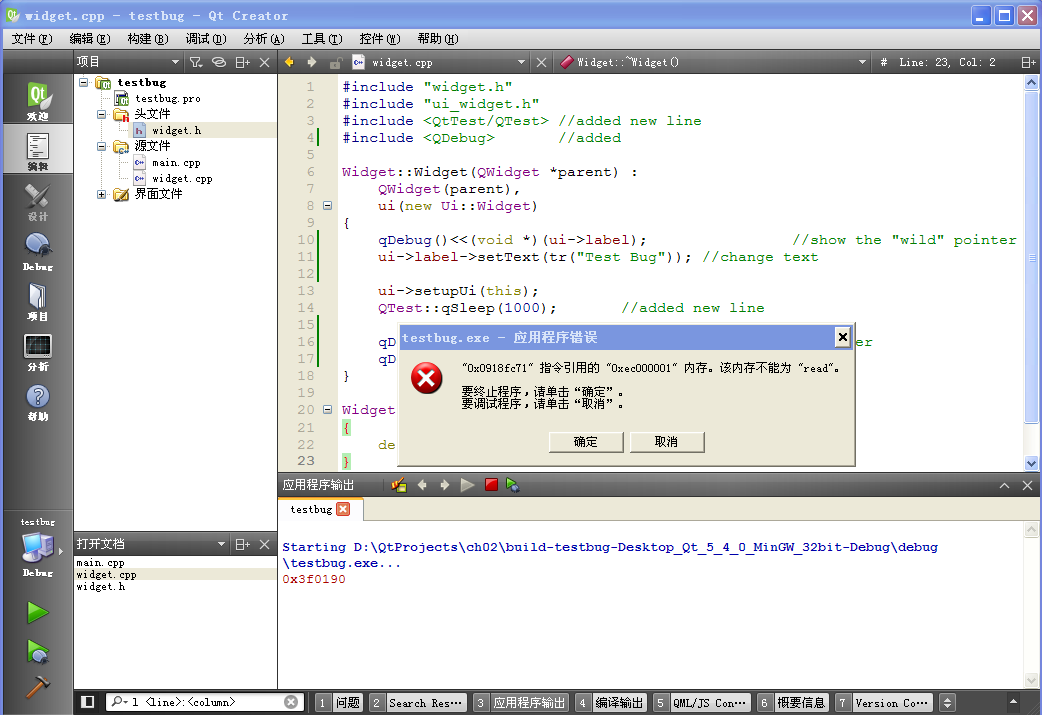 widget.cpp - testbug - Qt Creator
文件(F) 编辑(E) 构建(B) 调试(D) 分析(A) 工具(T) 控件(W) 帮助(H)
项目
widget.cpp
Widget::~Widget()
# Line: 23, Col: 2
欢迎
编辑
设计
Debug
项目
分析
帮助
testbug
Debug
testbug
testbug.pro
头文件
widget.h
源文件
main.cpp
widget.cpp
界面文件
打开文档
main.cpp
widget.cpp
widget.h
1 #include "widget.h"
2 #include "ui_widget.h"
3 #include <QtTest/QTest> //added new line
4 #include <QDebug> //added
5
6 Widget::Widget(QWidget *parent) :
7 QWidget(parent),
8 ui(new Ui::Widget)
9 {
10 qDebug()<<(void *)(ui->label); //show the "wild" pointer
11 ui->label->setText(tr("Test Bug")); //change text
12
13 ui->setupUi(this);
14 QTest::qSleep(1000); //added new line
15
16 qD er
17 qD
18 }
19
20 Widget
21 {
22 de
23 }
testbug.exe - 应用程序错误
"0x0918fc71" 指令引用的 "0xec000001" 内存。该内存不能为 "read"。
要终止程序，请单击“确定”。
要调试程序，请单击“取消”。
确定 取消
应用程序输出
testbug
Starting D:\QtProjects\ch02\build-testbug-Desktop_Qt_5_4_0_MinGW_32bit-Debug\debug
\testbug.exe...
0x3f0190
l <line>:<column>
1 问题 2 Search Res... 3 应用程序输出 4 编译输出 5 QML/JS Con... 6 概要信息 7 Version Co...